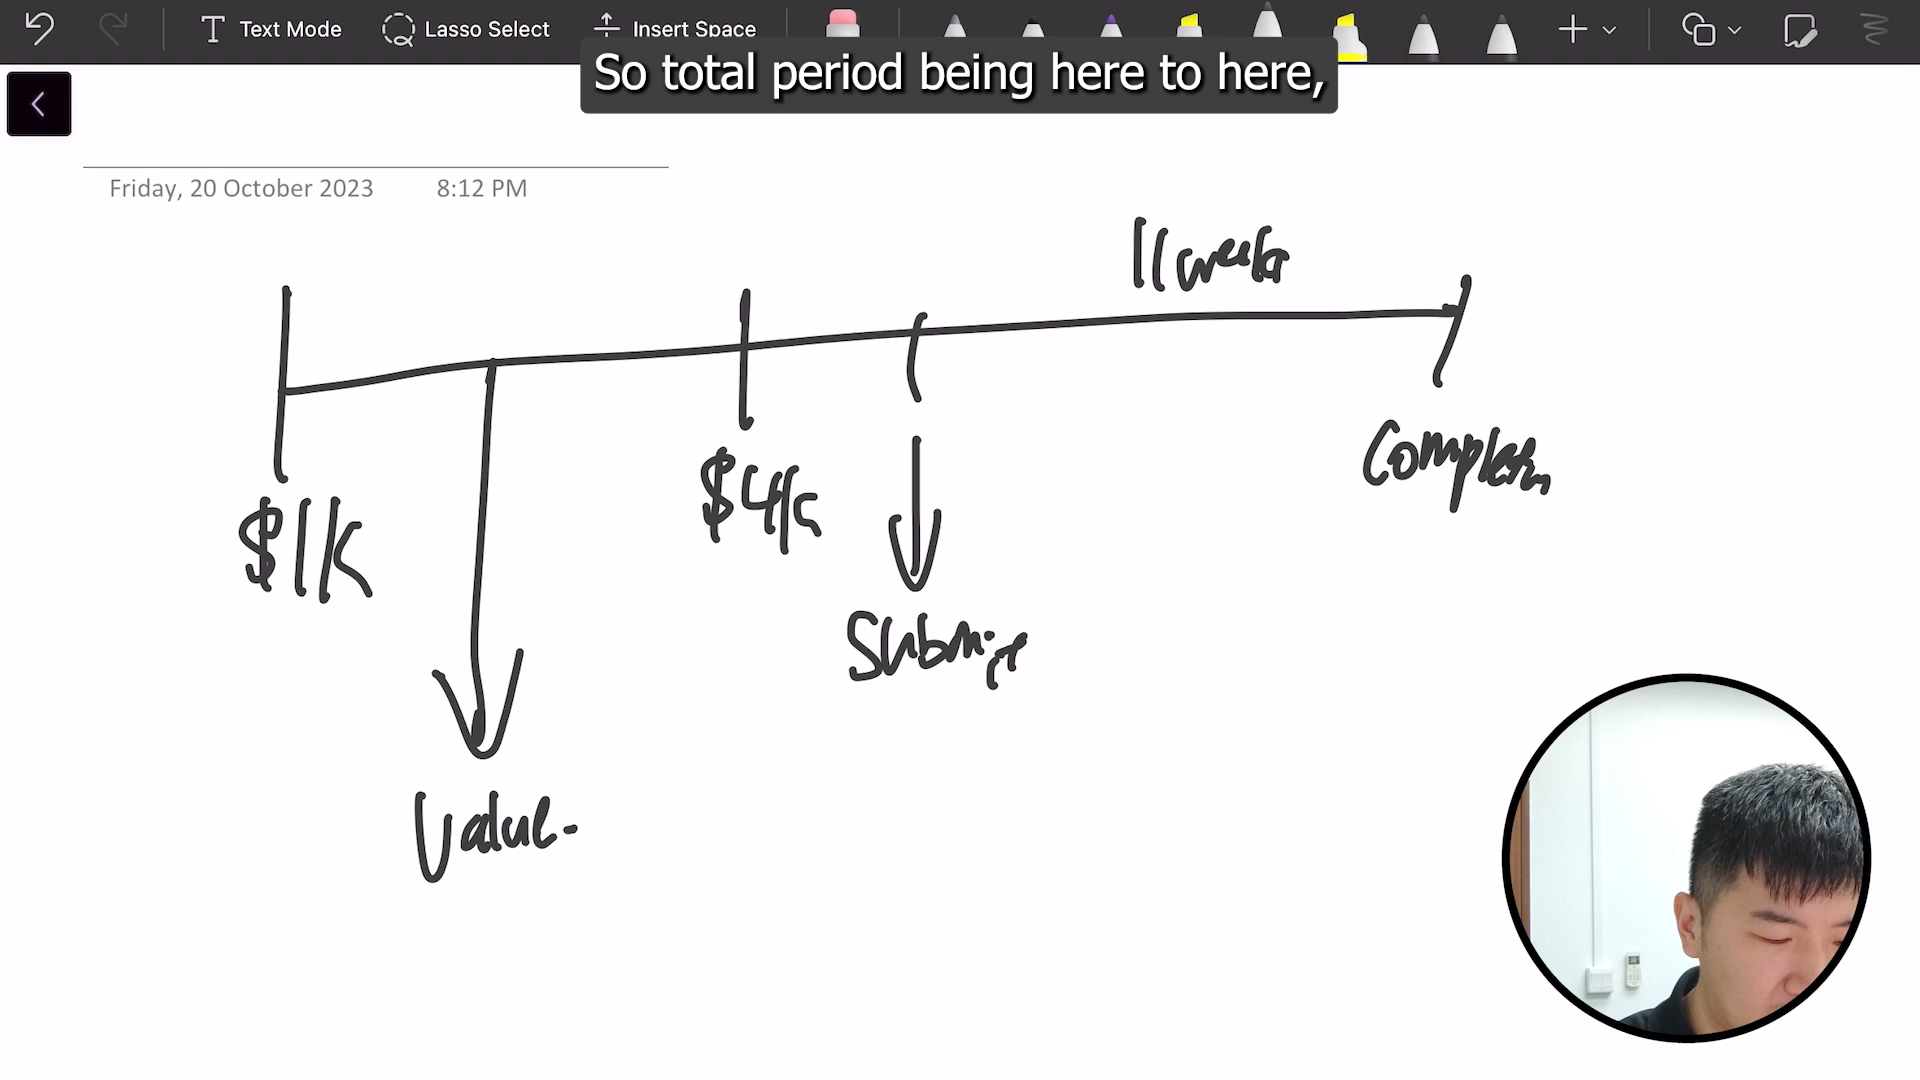 Text Mode Lasso Select Insert Space
So total period being here to here,
Friday, 20 October 2023 8:12 PM
11 weeks
$1K
$4K
Completn
Submit
Value.